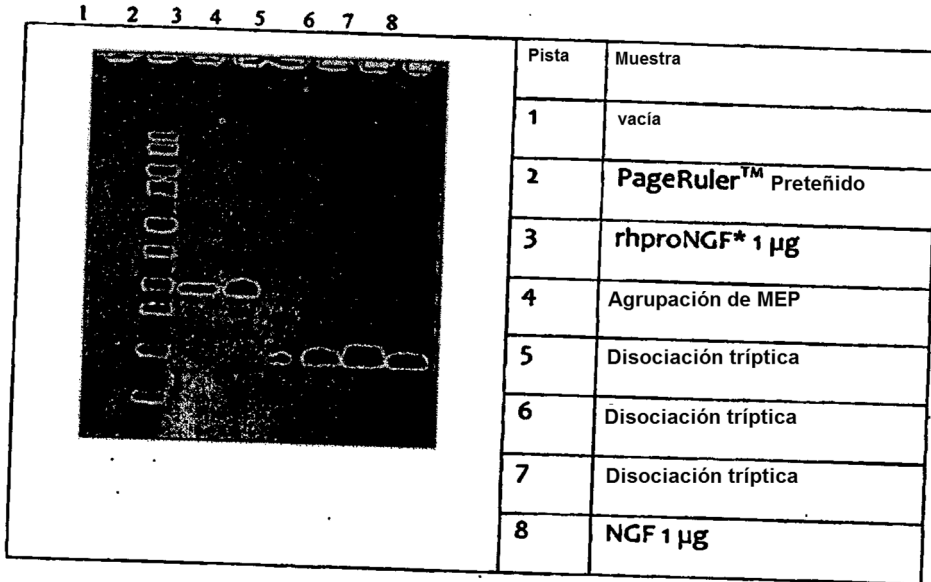 1 2 3 4 5 6 7 8
Pista Muestra
1 vacía
2 PageRuler™ Preteñido
3 rhproNGF* 1 µg
4 Agrupación de MEP
5 Disociación tríptica
6 Disociación tríptica
7 Disociación tríptica
8 NGF 1 µg